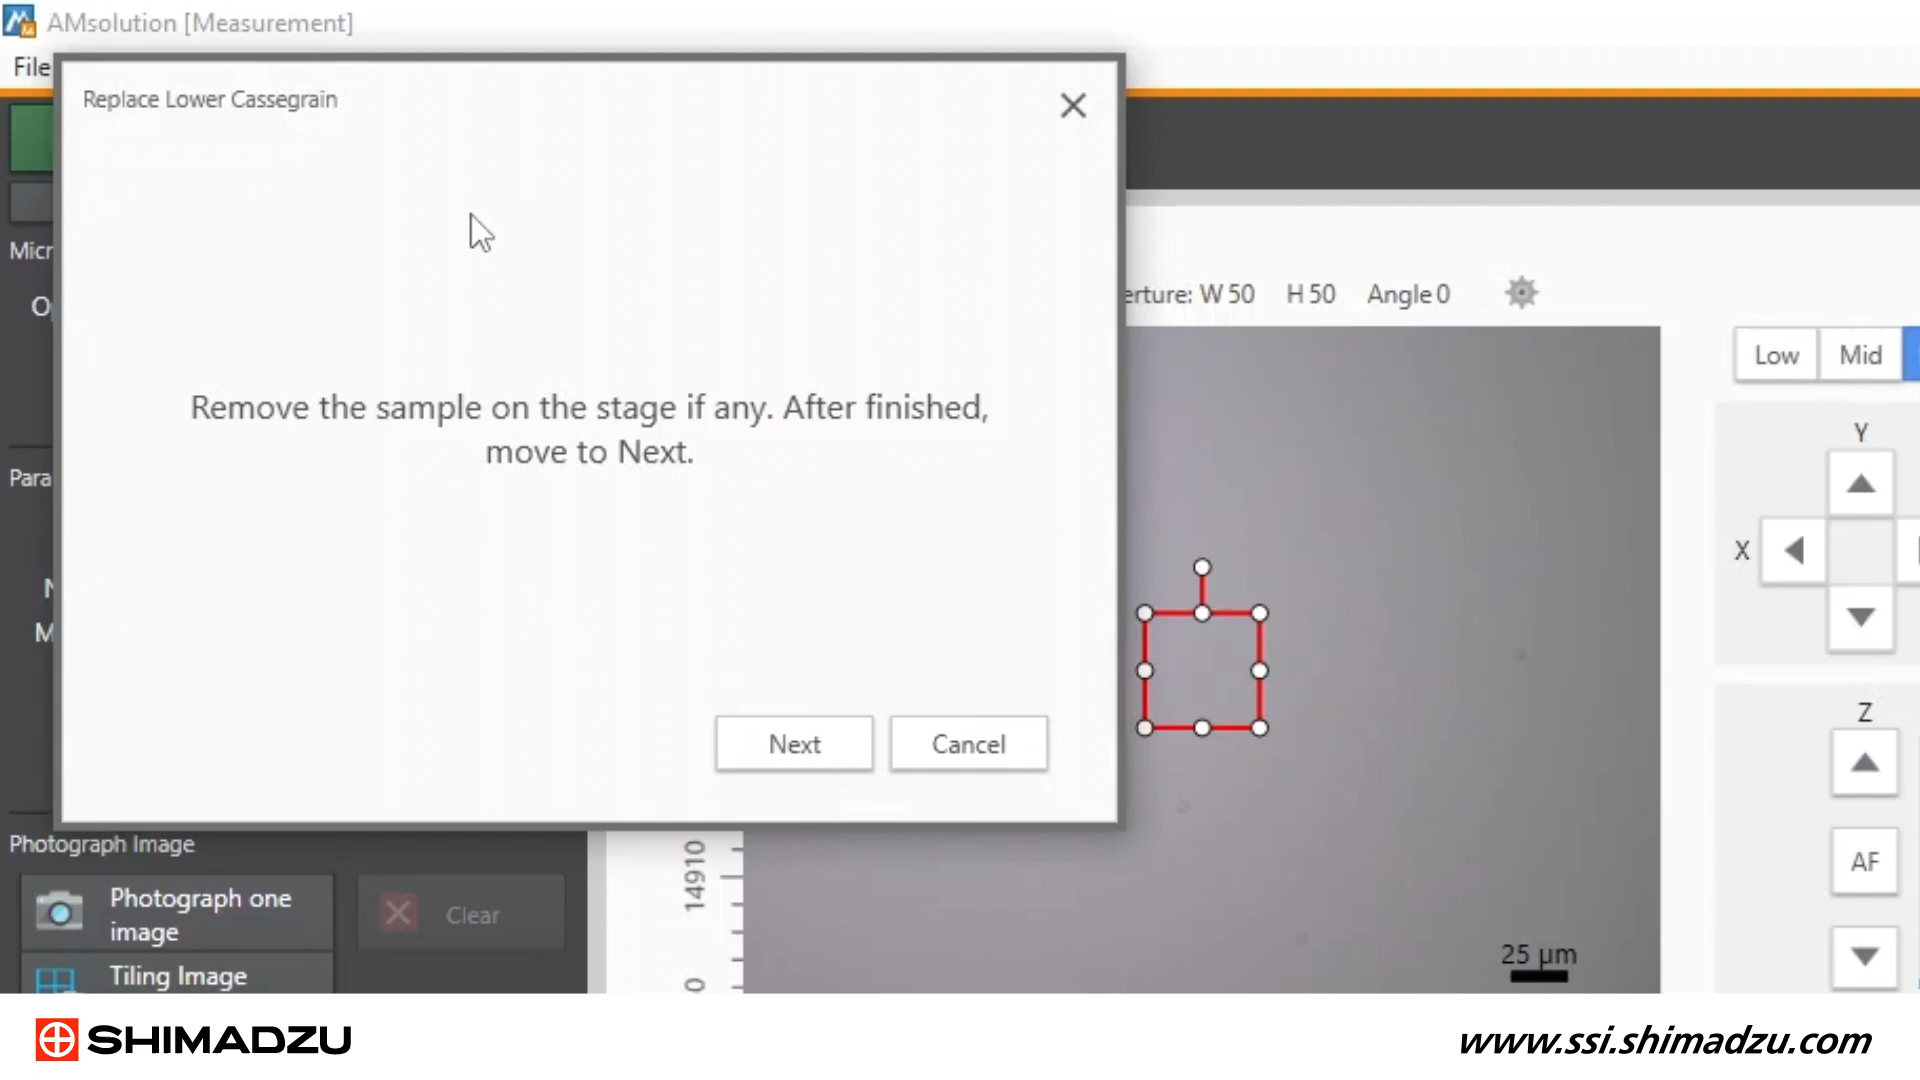 AMsolution [Measurement]
File
Replace Lower Cassegrain
Remove the sample on the stage if any. After finished,
move to Next.
Next
Cancel
erture: W 50 H 50 Angle 0
Low
Mid
Micr
Para
M
Y
X
Z
AF
Photograph Image
Photograph one
image
Clear
Tiling Image
14910
0
25 µm
SHIMADZU
www.ssi.shimadzu.com